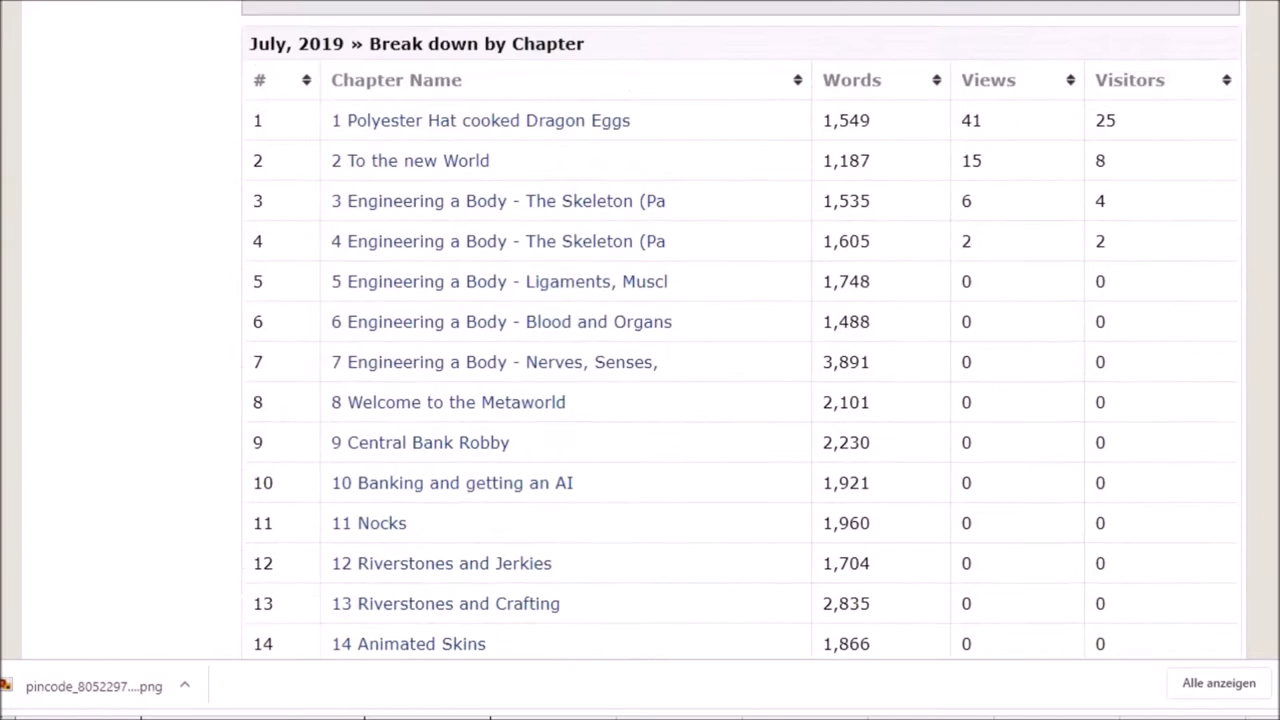 July, 2019 » Break down by Chapter
# Chapter Name Words Views Visitors
1 1 Polyester Hat cooked Dragon Eggs 1,549 41 25
2 2 To the new World 1,187 15 8
3 3 Engineering a Body - The Skeleton (Pa 1,535 6 4
4 4 Engineering a Body - The Skeleton (Pa 1,605 2 2
5 5 Engineering a Body - Ligaments, Muscl 1,748 0 0
6 6 Engineering a Body - Blood and Organs 1,488 0 0
7 7 Engineering a Body - Nerves, Senses, 3,891 0 0
8 8 Welcome to the Metaworld 2,101 0 0
9 9 Central Bank Robby 2,230 0 0
10 10 Banking and getting an AI 1,921 0 0
11 11 Nocks 1,960 0 0
12 12 Riverstones and Jerkies 1,704 0 0
13 13 Riverstones and Crafting 2,835 0 0
14 14 Animated Skins 1,866 0 0
pincode_8052297....png Alle anzeigen